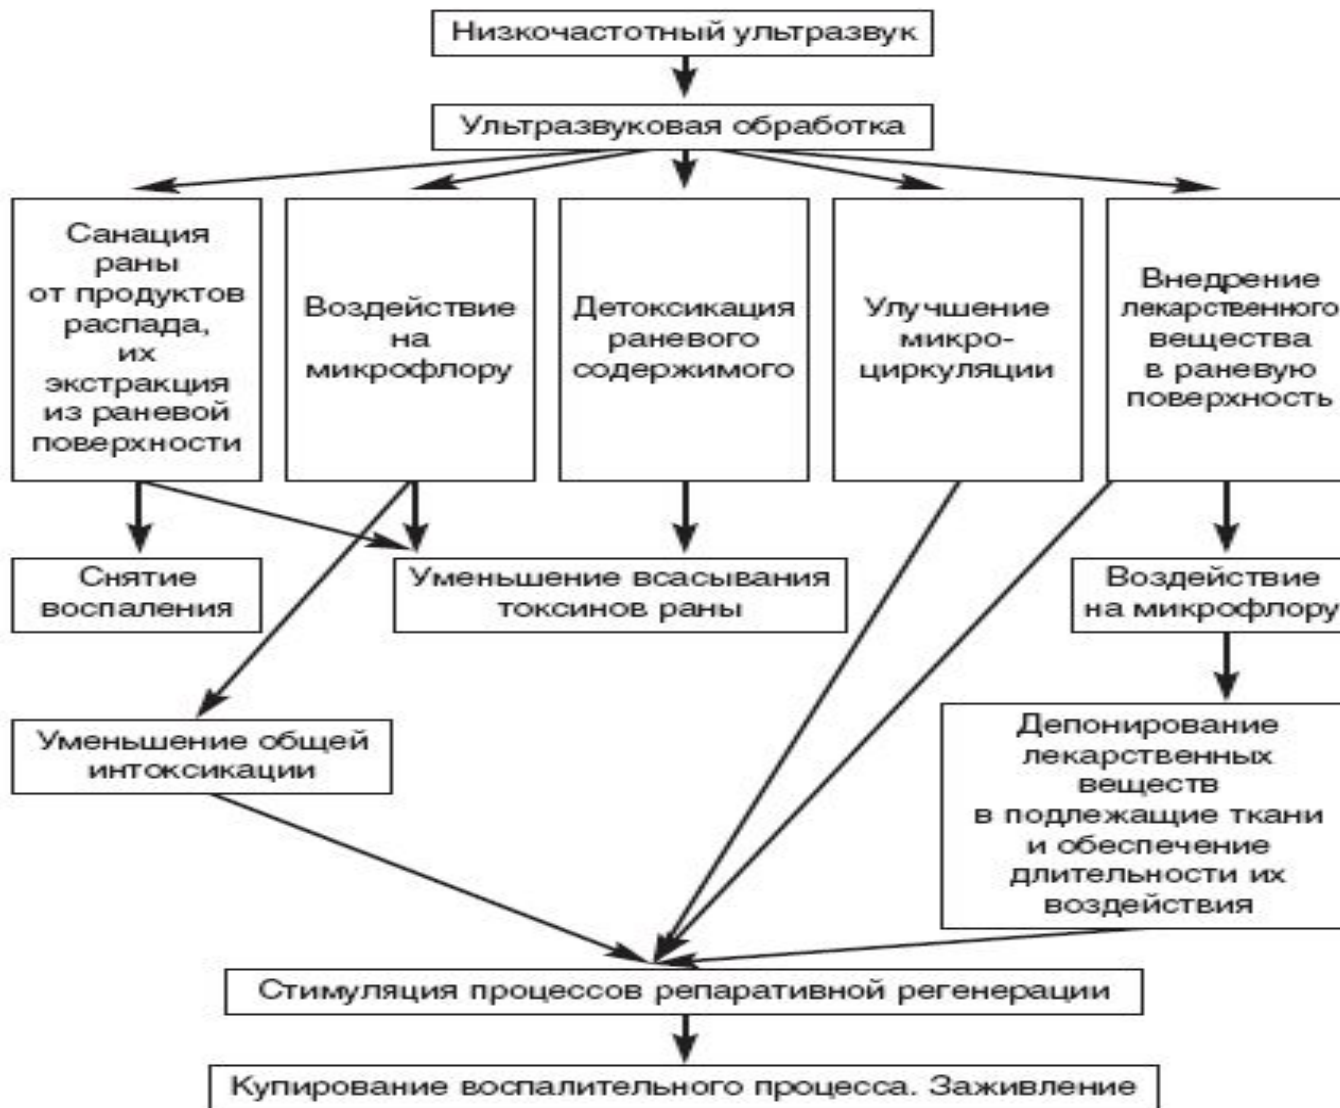 Низкочастотный ультразвук
Ультразвуковая обработка
Санация
раны
от продуктов
распада,
их
экстракция
из раневой
поверхности
Воздействие
на
микрофлору
Детоксикация
раневого
содержимого
Улучшение
микро-
циркуляции
Внедрение
лекарственного
вещества
в раневую
поверхность
Снятие
воспаления
Уменьшение всасывания
токсинов раны
Воздействие
на микрофлору
Уменьшение общей
интоксикации
Депонирование
лекарственных
веществ
в подлежащие ткани
и обеспечение
длительности их
воздействия
Стимуляция процессов репаративной регенерации
Купирование воспалительного процесса. Заживление